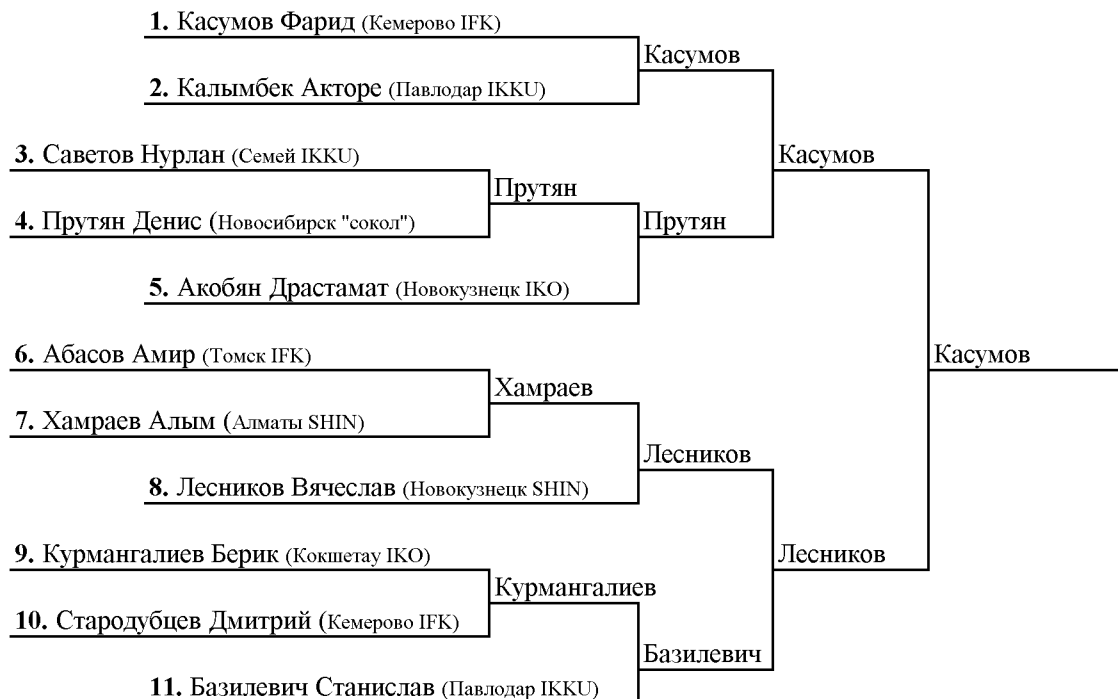 1. Касумов Фарид (Кемерово IFK)
Касумов
2. Калымбек Акторе (Павлодар IKKU)
3. Саветов Нурлан (Семей IKKU)
Касумов
Прутян
4. Прутян Денис (Новосибирск "сокол")
Прутян
5. Акобян Драстамат (Новокузнецк IKO)
6. Абасов Амир (Томск IFK)
Касумов
Хамраев
7. Хамраев Алым (Алматы SHIN)
Лесников
8. Лесников Вячеслав (Новокузнецк SHIN)
9. Курмангалиев Берик (Кокшетау IKO)
Лесников
Курмангалиев
10. Стародубцев Дмитрий (Кемерово IFK)
Базилевич
11. Базилевич Станислав (Павлодар IKKU)